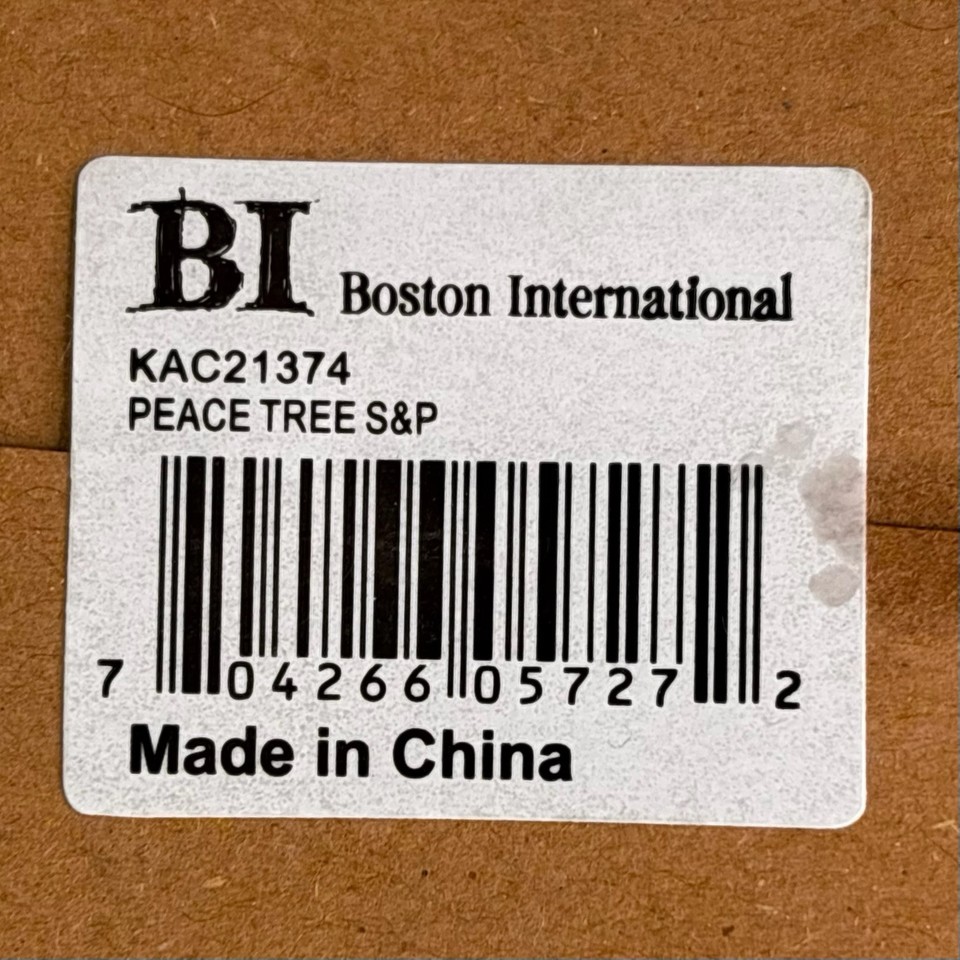 BI Boston International
KAC21374
PEACE TREE S&P
7 04266 05727 2
Made in China